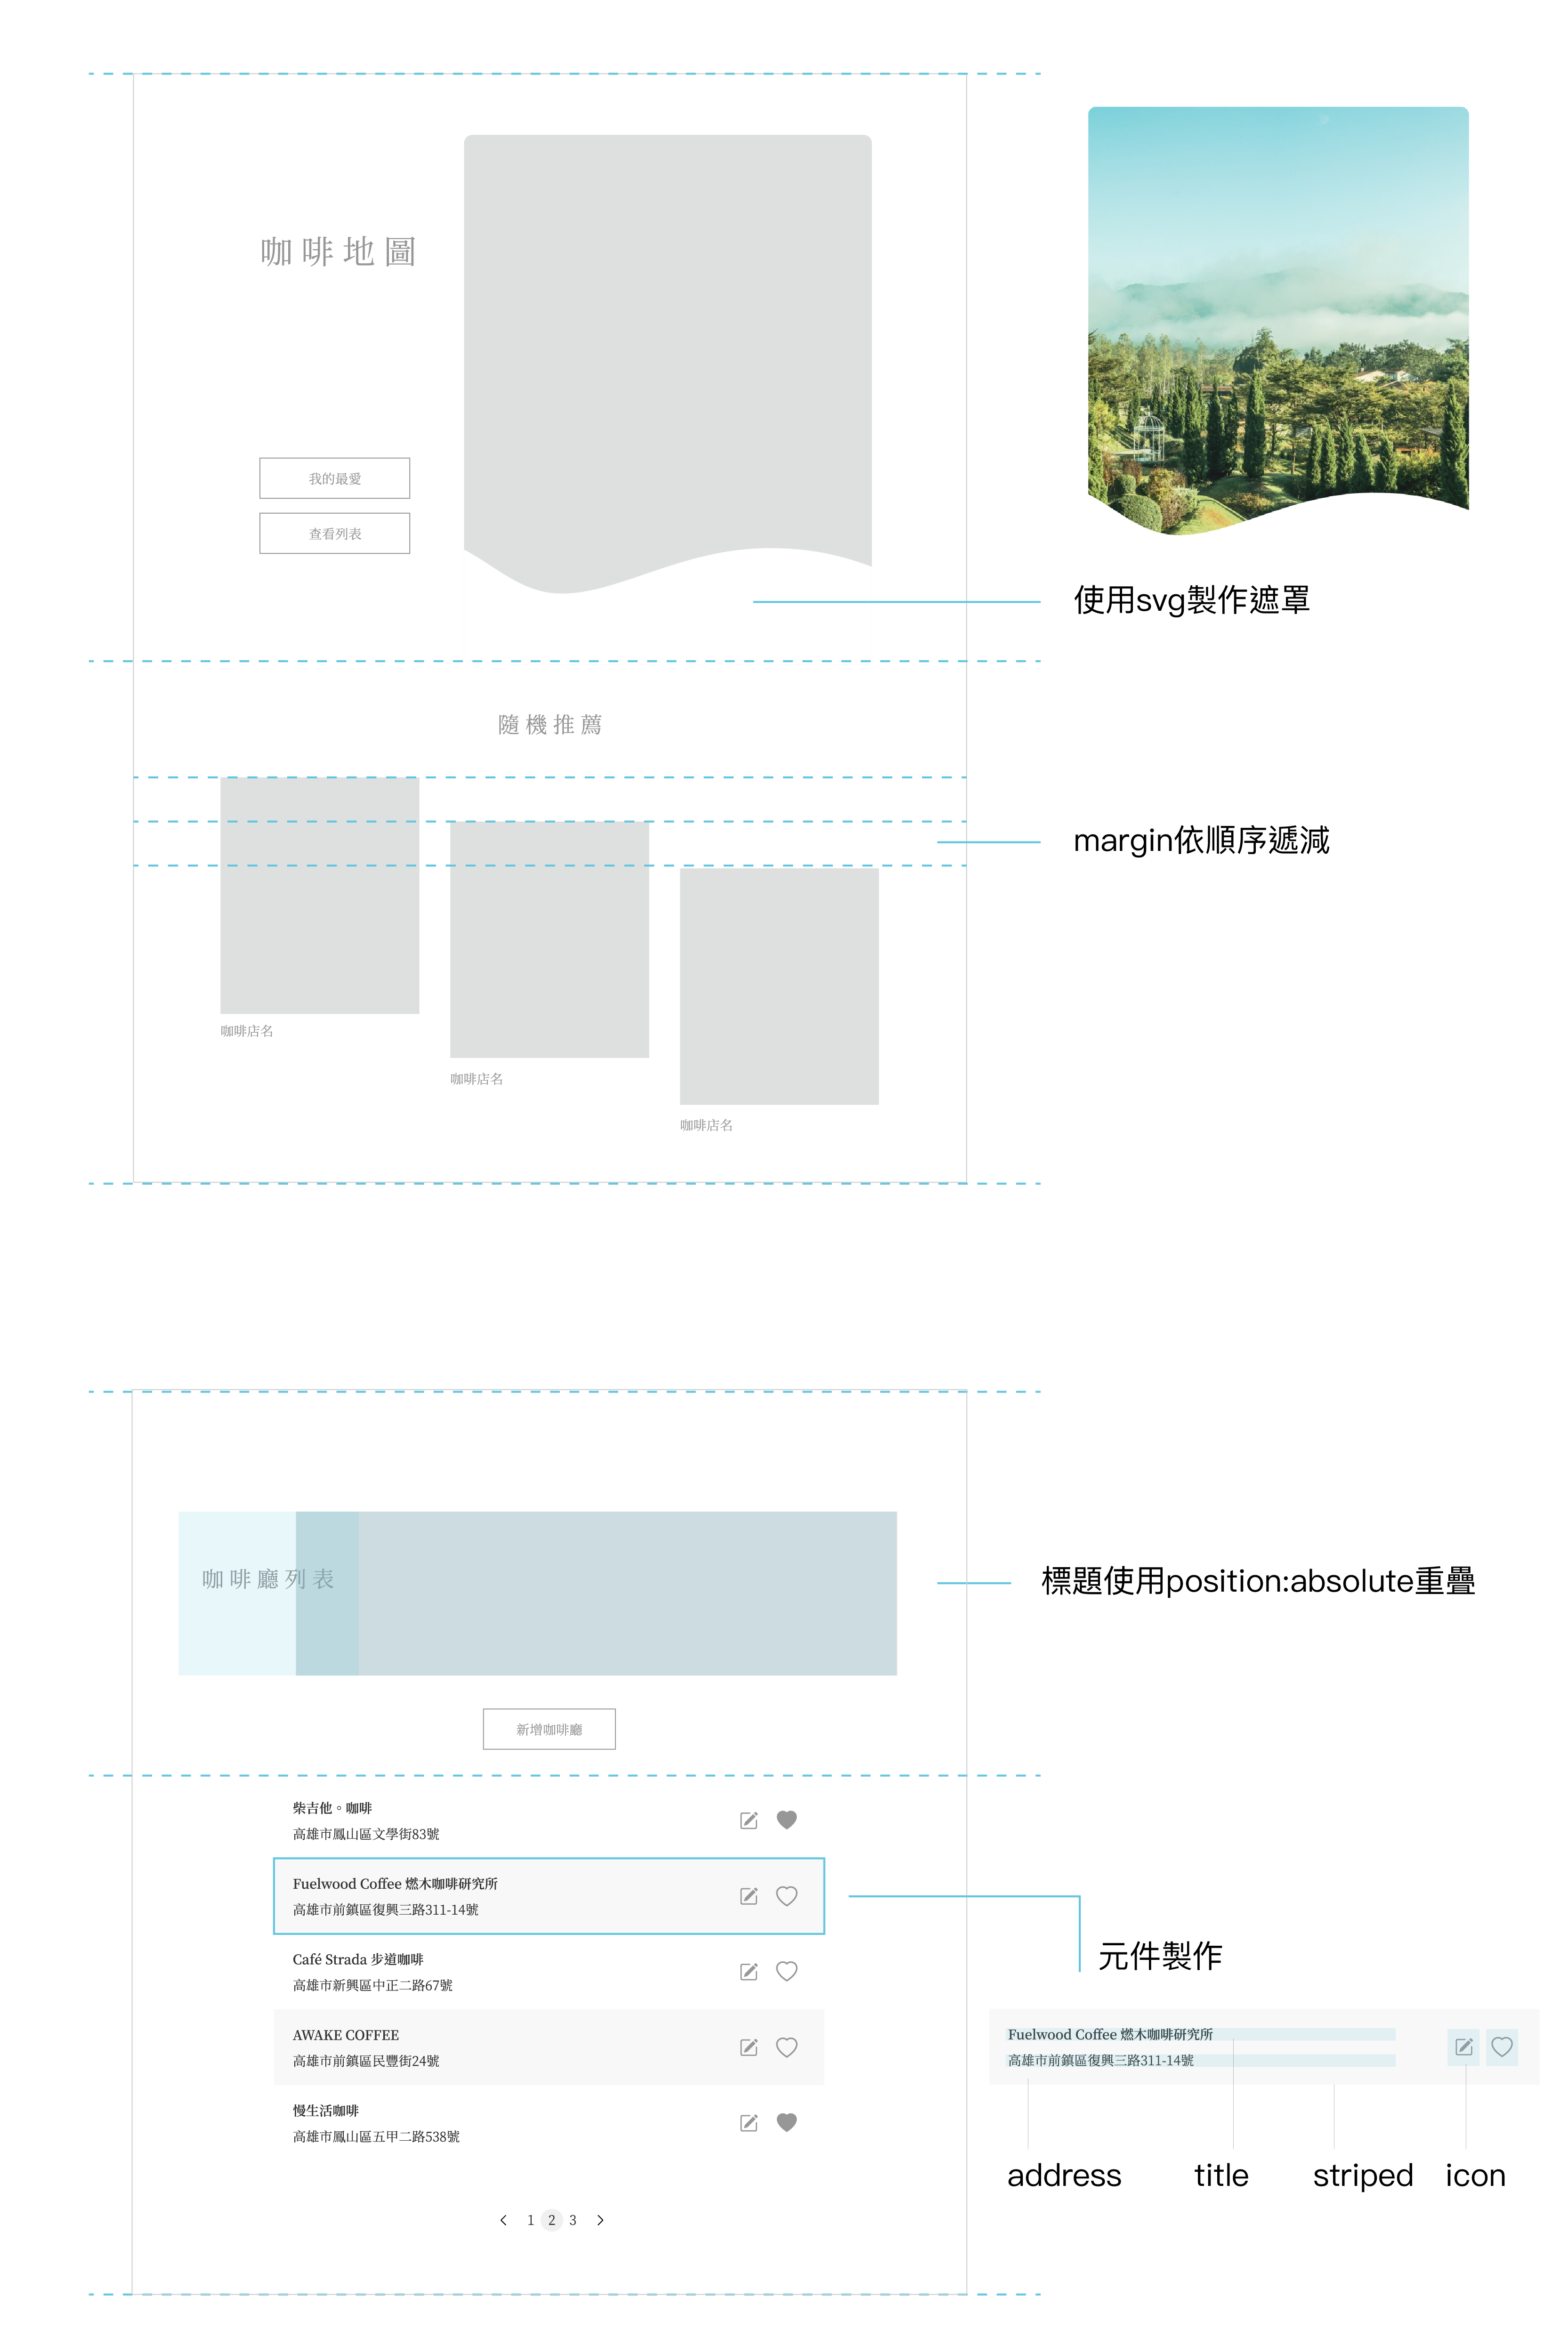 咖啡地圖
我的最愛
查看列表
使用svg製作遮罩
隨機推薦
margin依順序遞減
咖啡店名
咖啡店名
咖啡店名
咖啡廳列表
標題使用position:absolute重疊
新增咖啡廳
柴吉他。咖啡
高雄市鳳山區文學街83號
Fuelwood Coffee 燃木咖啡研究所
高雄市前鎮區復興三路311-14號
Café Strada 步道咖啡
高雄市新興區中正二路67號
AWAKE COFFEE
高雄市前鎮區民豐街24號
慢生活咖啡
高雄市鳳山區五甲二路538號
元件製作
Fuelwood Coffee 燃木咖啡研究所
高雄市前鎮區復興三路311-14號
address title striped icon
1 2 3